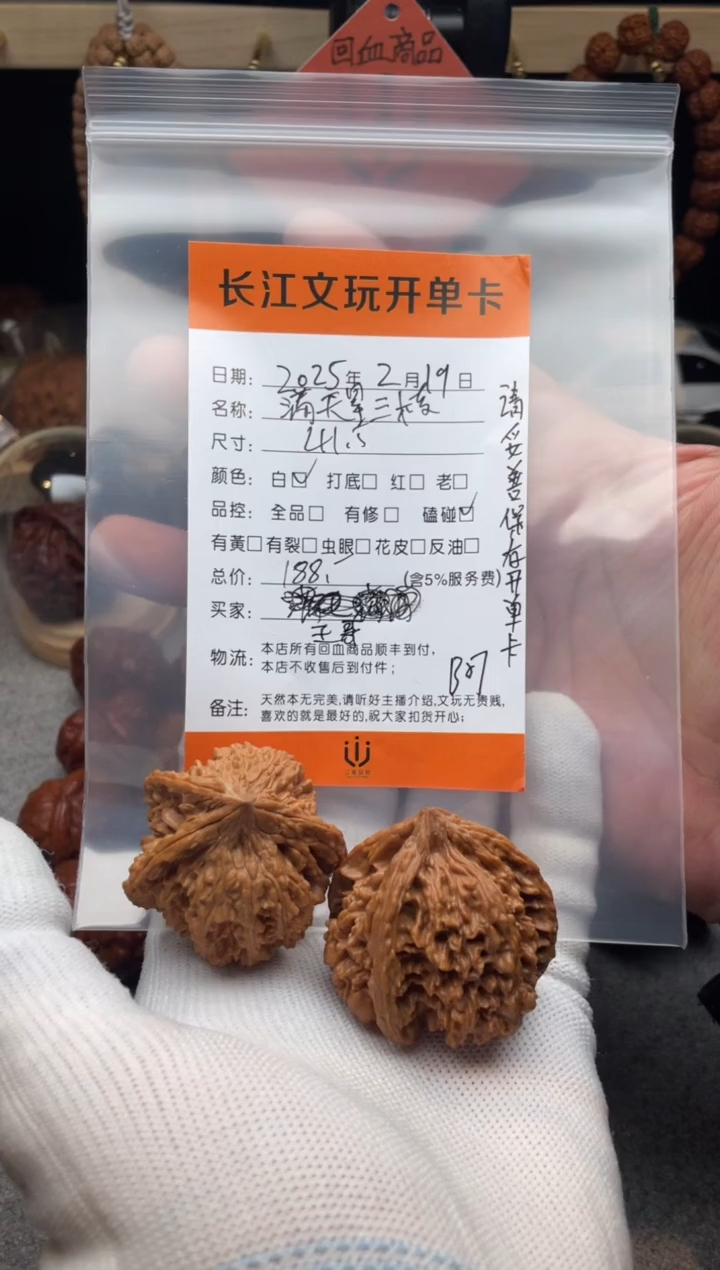 回血商品
长江文玩开单卡
日期: 2025年 2月19日
名称: 满天星三棱
尺寸: 41.5
颜色: 白☑ 打底□ 红□ 老□
品控: 全品□ 有修□ 磕碰☑
有黄□有裂□虫眼□花皮□反油□
总价: 188. (含5%服务费)
买家:
王哥
物流: 本店所有回血商品顺丰到付,
本店不收售后到付件;
备注: 天然本无完美,请听好主播介绍,文玩无贵贱,
喜欢的就是最好的,祝大家扣货开心;
请妥善保存开单卡